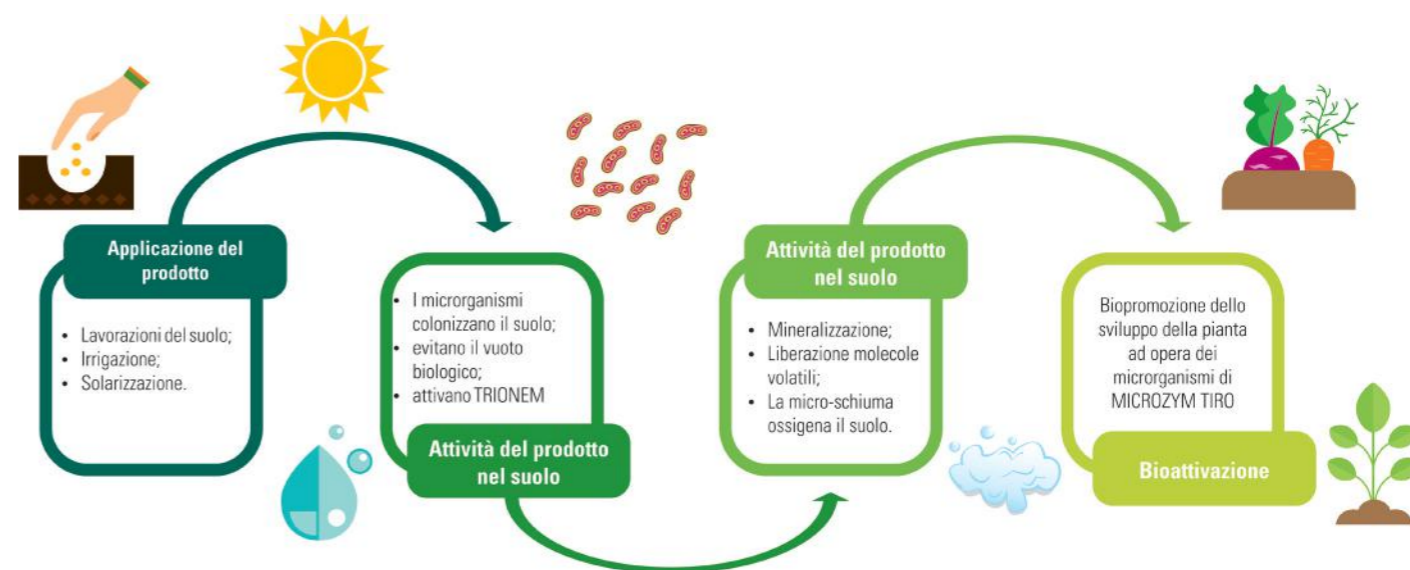 Applicazione del
prodotto
• Lavorazioni del suolo;
• Irrigazione;
• Solarizzazione.
• I microrganismi
colonizzano il suolo;
• evitano il vuoto
biologico;
• attivano TRIONEM
Attività del prodotto
nel suolo
Attività del prodotto
nel suolo
• Mineralizzazione;
• Liberazione molecole
volatili;
• La micro-schiuma
ossigena il suolo.
Biopromozione dello
sviluppo della pianta
ad opera dei
microrganismi di
MICROZYM TIRO
Bioattivazione